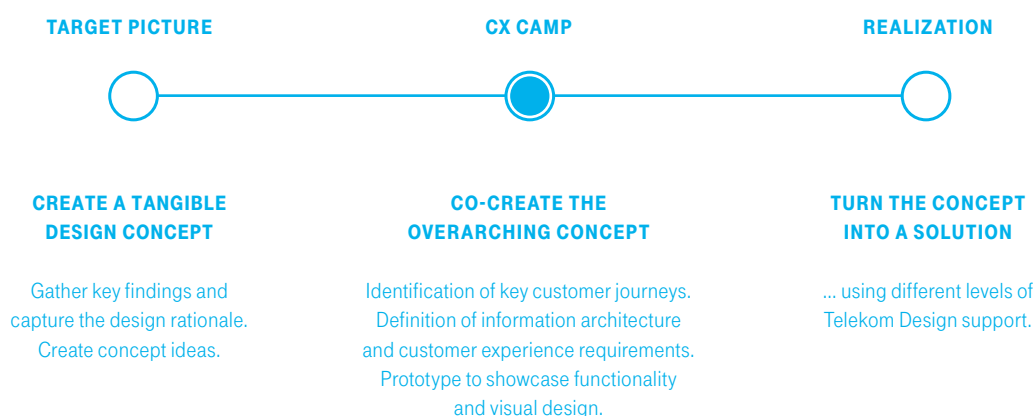 TARGET PICTURE
CX CAMP
REALIZATION
CREATE A TANGIBLE
DESIGN CONCEPT
Gather key findings and
capture the design rationale.
Create concept ideas.
CO-CREATE THE
OVERARCHING CONCEPT
Identification of key customer journeys.
Definition of information architecture
and customer experience requirements.
Prototype to showcase functionality
and visual design.
TURN THE CONCEPT
INTO A SOLUTION
... using different levels of
Telekom Design support.